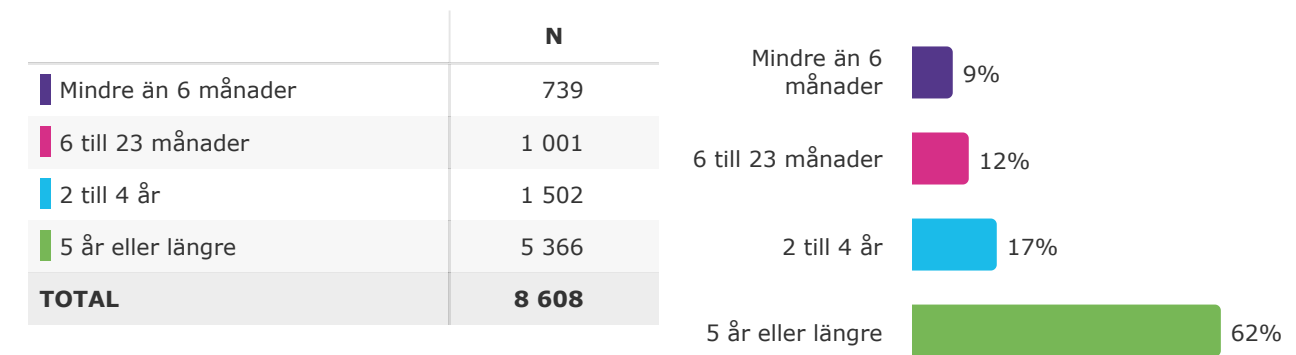 N
Mindre än 6 månader 739
6 till 23 månader 1 001
2 till 4 år 1 502
5 år eller längre 5 366
TOTAL 8 608
Mindre än 6
månader 9%
6 till 23 månader 12%
2 till 4 år 17%
5 år eller längre 62%